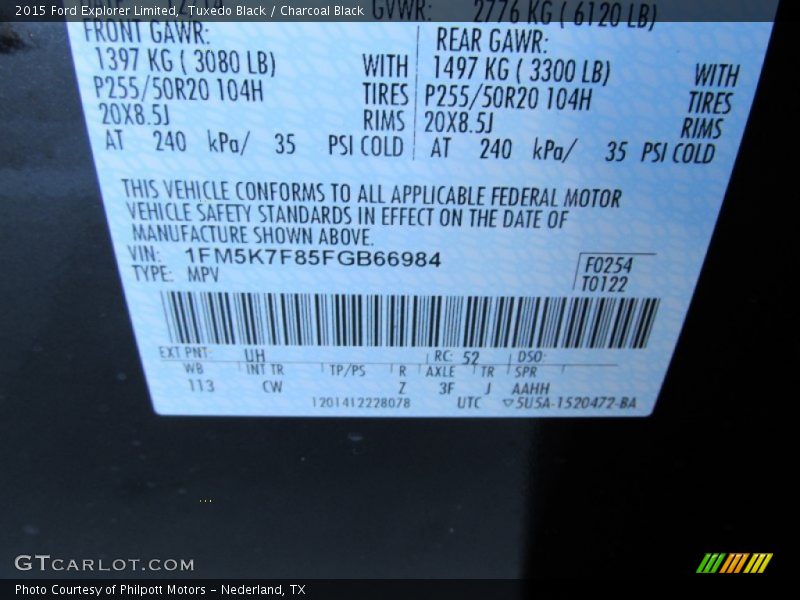 2015 Ford Explorer Limited, Tuxedo Black / Charcoal Black
GVWR: 2776 KG ( 6120 LB)
FRONT GAWR: REAR GAWR:
1397 KG ( 3080 LB) WITH 1497 KG ( 3300 LB) WITH
P255/50R20 104H TIRES P255/50R20 104H TIRES
20X8.5J RIMS 20X8.5J RIMS
AT 240 kPa/ 35 PSI COLD AT 240 kPa/ 35 PSI COLD
THIS VEHICLE CONFORMS TO ALL APPLICABLE FEDERAL MOTOR
VEHICLE SAFETY STANDARDS IN EFFECT ON THE DATE OF
MANUFACTURE SHOWN ABOVE.
VIN: 1FM5K7F85FGB66984 F0254
TYPE: MPV T0122
EXT PNT: UH RC: 52 DSO:
WB INT TR TP/PS R AXLE TR SPR
113 CW Z 3F J AAHH
1201412228078 UTC 5U5A-1520472-BA
GTCARLOT.COM
Photo Courtesy of Philpott Motors - Nederland, TX